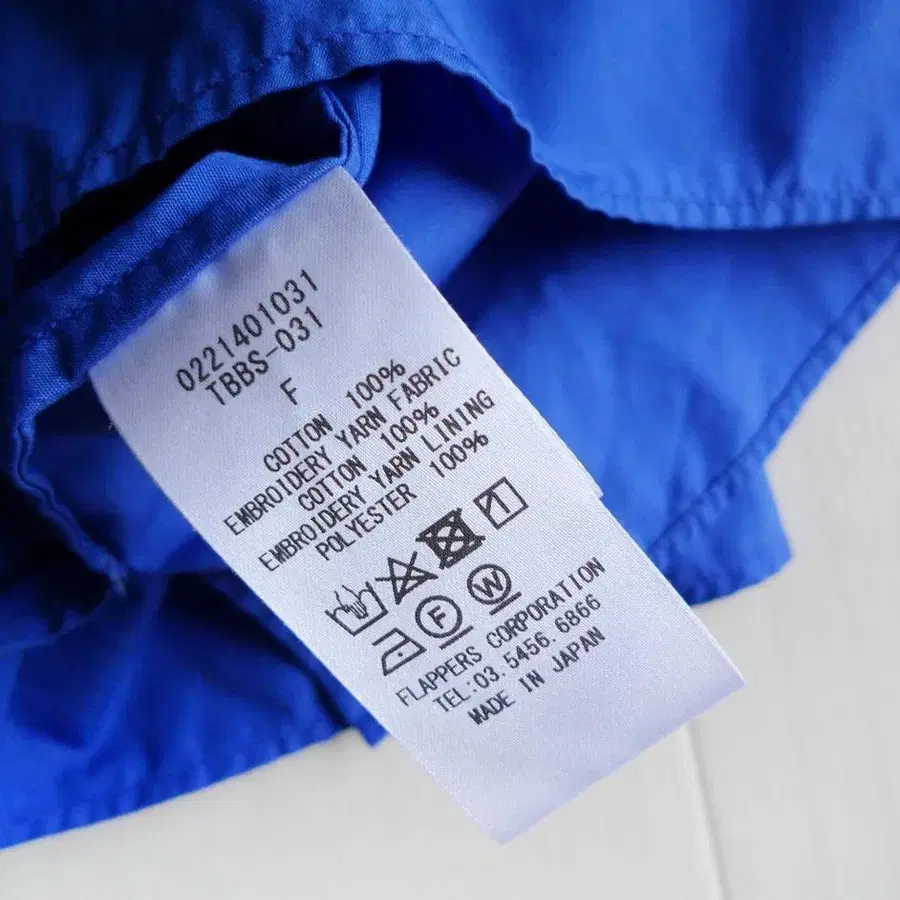 0221401031
TBBS-031
F
COTTON 100%
EMBROIDERY YARN FABRIC
COTTON 100%
EMBROIDERY YARN LINING
POLYESTER 100%
F W
FLAPPERS CORPORATION
TEL:03.5456.6866
MADE IN JAPAN